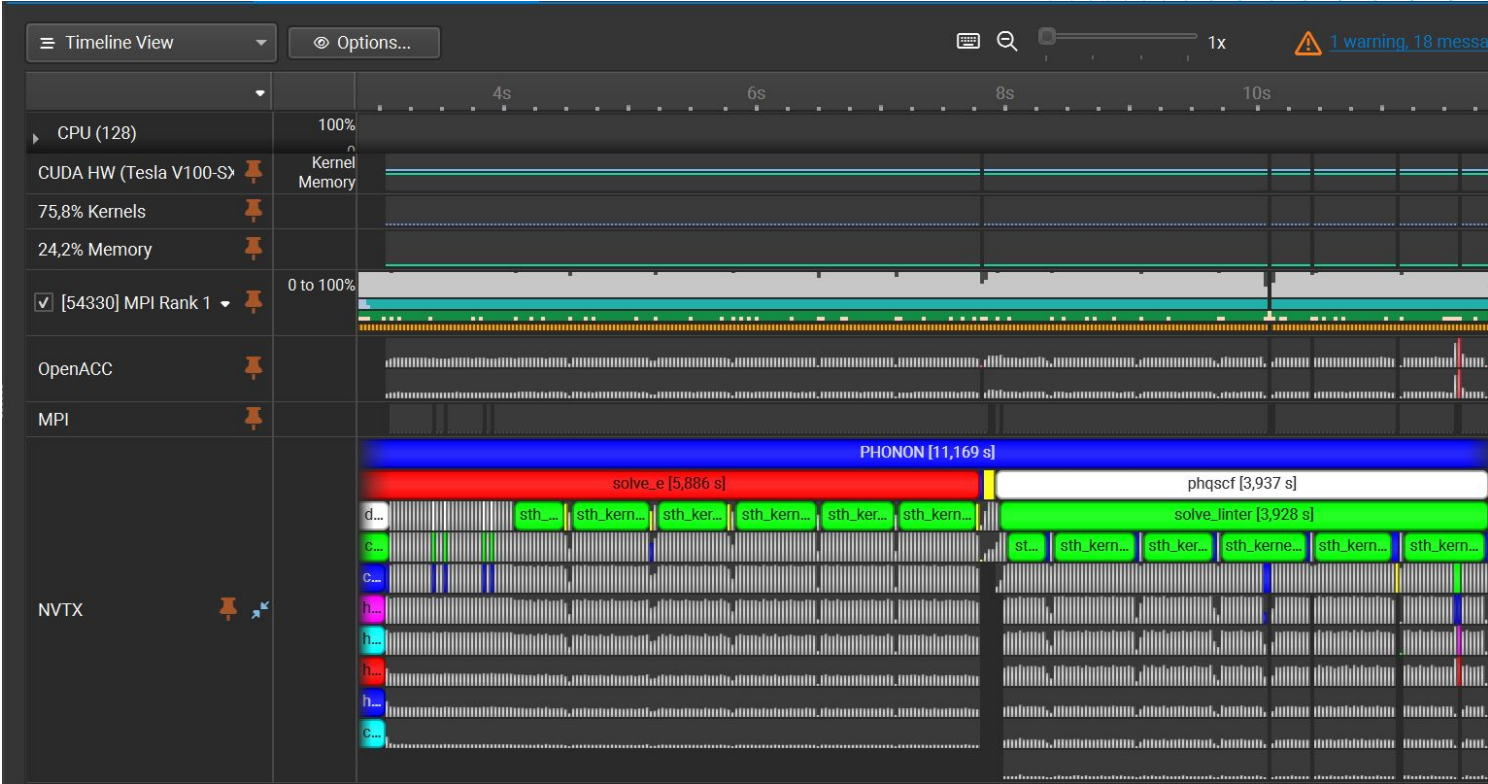 Timeline View Options... 1x 1 warning, 18 messa
4s 6s 8s 10s
CPU (128) 100%
0
CUDA HW (Tesla V100-SX Kernel
Memory
75,8% Kernels
24,2% Memory
[54330] MPI Rank 1 0 to 100%
OpenACC
MPI
NVTX
PHONON [11,169 s]
solve_e [5,886 s] phqscf [3,937 s]
d... sth_... sth_kern... sth_ker... sth_kern... sth_ker... sth_kern... solve_linter [3,928 s]
c... st... sth_kern... sth_ker... sth_kerne... sth_kern... sth_kern...
c...
h...
h...
h...
h...
c...